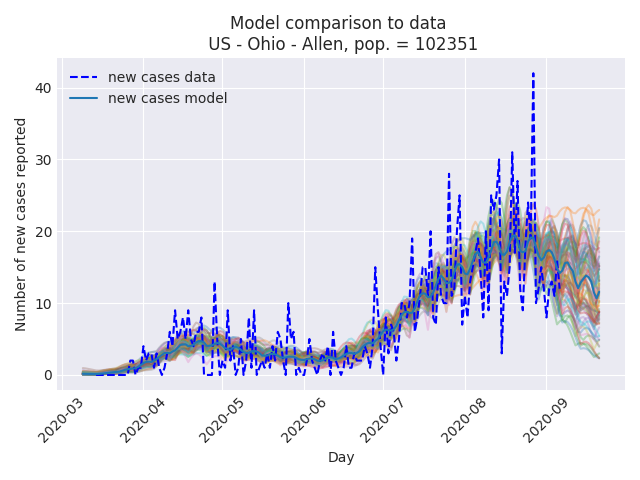 Model comparison to data
US - Ohio - Allen, pop. = 102351
new cases data
new cases model
Number of new cases reported
40
30
20
10
0
2020-03
2020-04
2020-05
2020-06
2020-07
2020-08
2020-09
Day